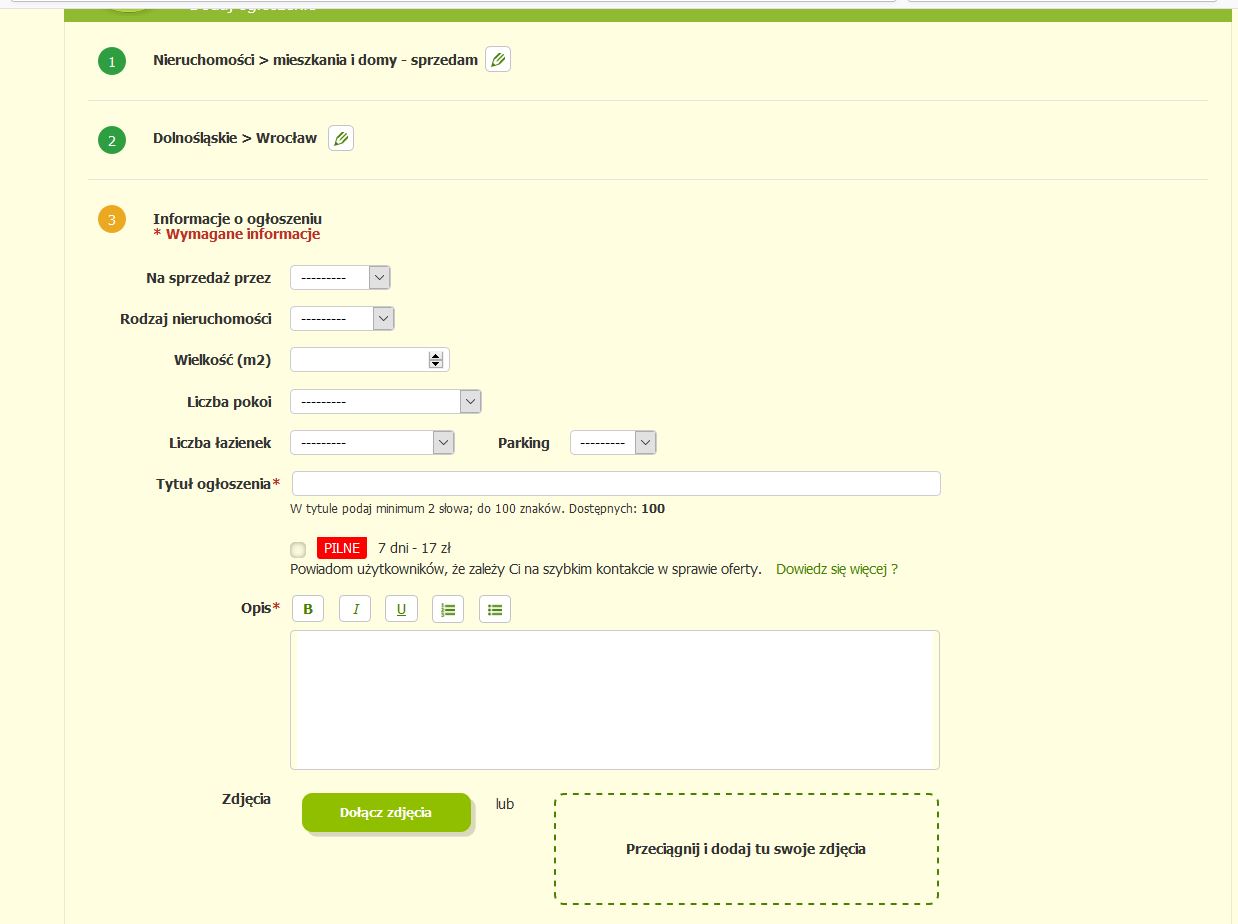 1 Nieruchomości > mieszkania i domy - sprzedam
2 Dolnośląskie > Wrocław
3 Informacje o ogłoszeniu
* Wymagane informacje
Na sprzedaż przez ---------
Rodzaj nieruchomości ---------
Wielkość (m2)
Liczba pokoi ---------
Liczba łazienek --------- Parking ---------
Tytuł ogłoszenia*
W tytule podaj minimum 2 słowa; do 100 znaków. Dostępnych: 100
PILNE 7 dni - 17 zł
Powiadom użytkowników, że zależy Ci na szybkim kontakcie w sprawie oferty. Dowiedz się więcej ?
Opis* B I U
Zdjęcia Dołącz zdjęcia lub
Przeciągnij i dodaj tu swoje zdjęcia